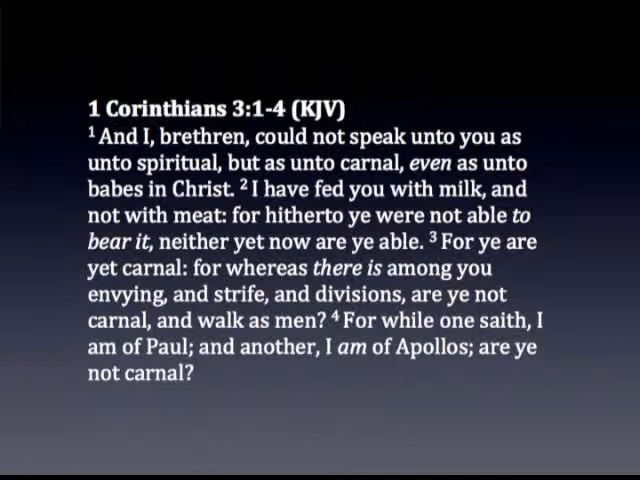 1 Corinthians 3:1-4 (KJV)
1 And I, brethren, could not speak unto you as
unto spiritual, but as unto carnal, even as unto
babes in Christ. 2 I have fed you with milk, and
not with meat: for hitherto ye were not able to
bear it, neither yet now are ye able. 3 For ye are
yet carnal: for whereas there is among you
envying, and strife, and divisions, are ye not
carnal, and walk as men? 4 For while one saith, I
am of Paul; and another, I am of Apollos; are ye
not carnal?